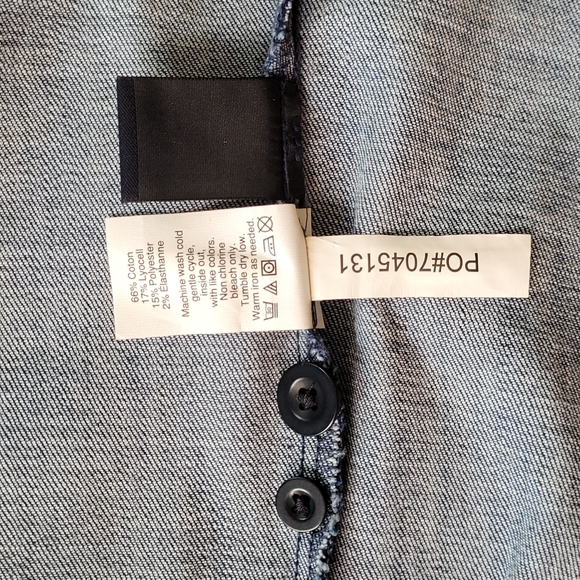 66% Coton
17% Lyocell
15% Polyester
2% Elasthanne
Machine wash cold
gentle cycle,
inside out,
with like colors.
Non chlorine
bleach only.
Tumble dry low.
Warm iron as needed.
PO#7045131